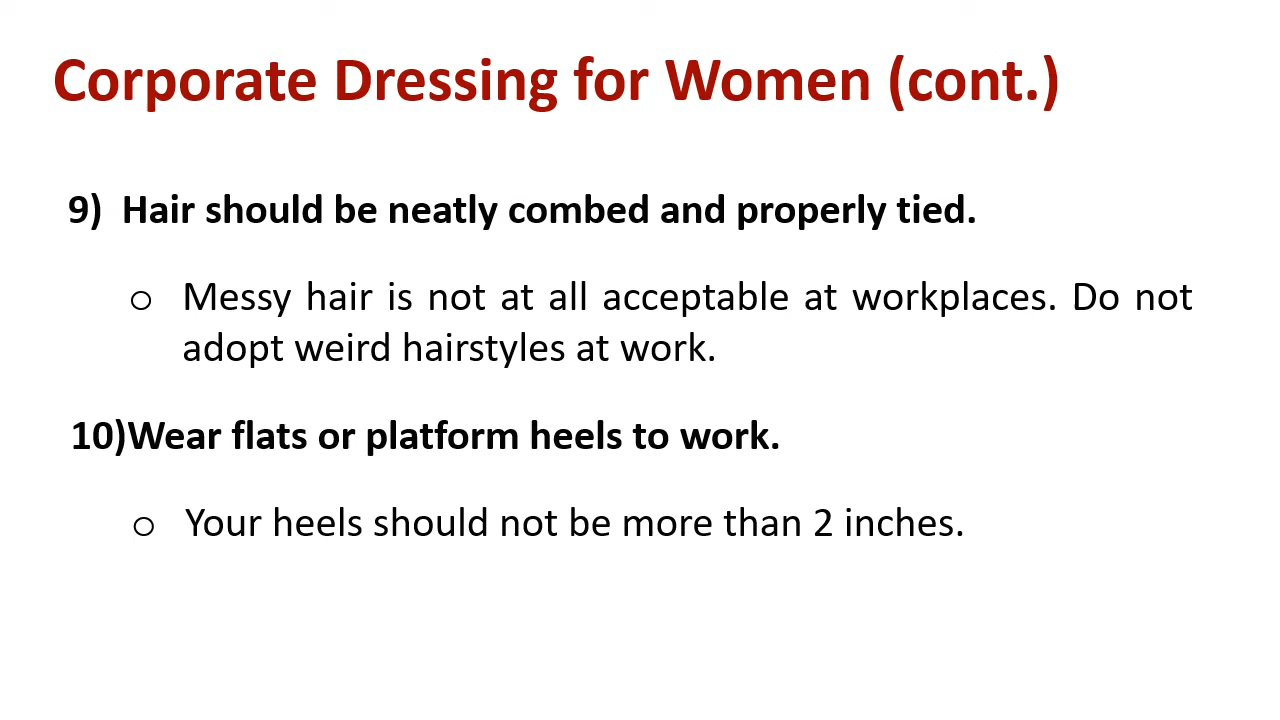 Corporate Dressing for Women (cont.)
9) Hair should be neatly combed and properly tied.
o Messy hair is not at all acceptable at workplaces. Do not
adopt weird hairstyles at work.
10)Wear flats or platform heels to work.
o Your heels should not be more than 2 inches.